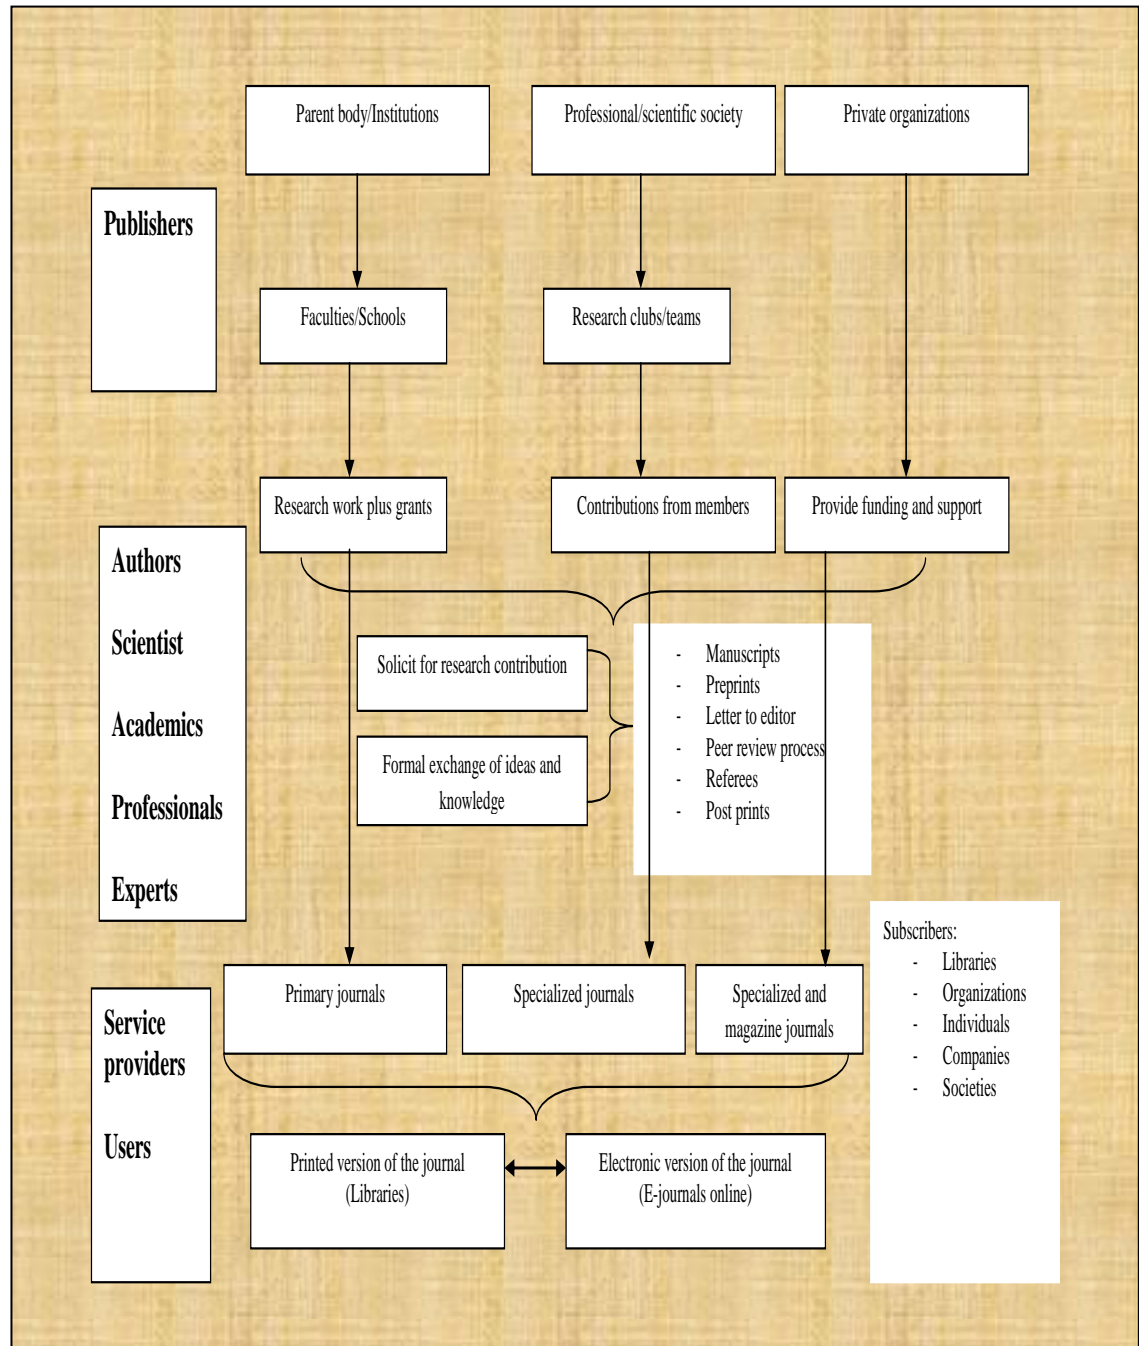 Parent body/Institutions
Professional/scientific society
Private organizations
Publishers
Faculties/Schools
Research clubs/teams
Research work plus grants
Contributions from members
Provide funding and support
Authors
Scientist
Academics
Professionals
Experts
Solicit for research contribution
Formal exchange of ideas and
knowledge
- Manuscripts
- Preprints
- Letter to editor
- Peer review process
- Referees
- Post prints
Subscribers:
- Libraries
- Organizations
- Individuals
- Companies
- Societies
Primary journals
Specialized journals
Specialized and
magazine journals
Service
providers
Users
Printed version of the journal
(Libraries)
Electronic version of the journal
(E-journals online)